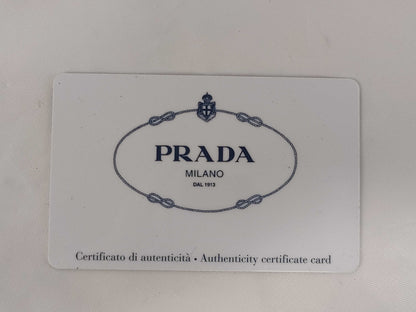 PRADA
MILANO
DAL 1913
Certificato di autenticità • Authenticity certificate card